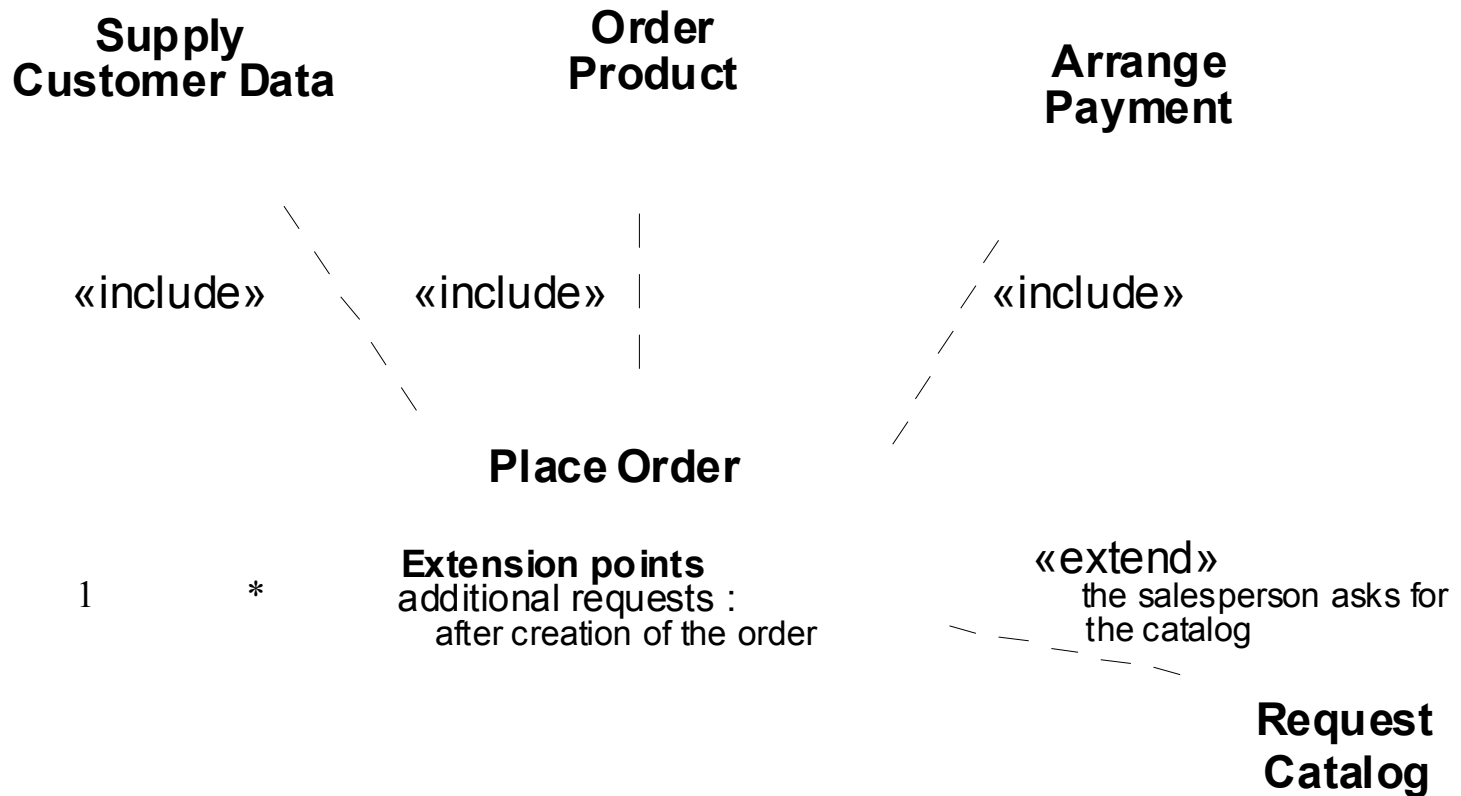 Supply
Customer Data
Order
Product
Arrange
Payment
«include»
«include»
«include»
Place Order
Extension points
additional requests :
after creation of the order
1
*
«extend»
the salesperson asks for
the catalog
Request
Catalog